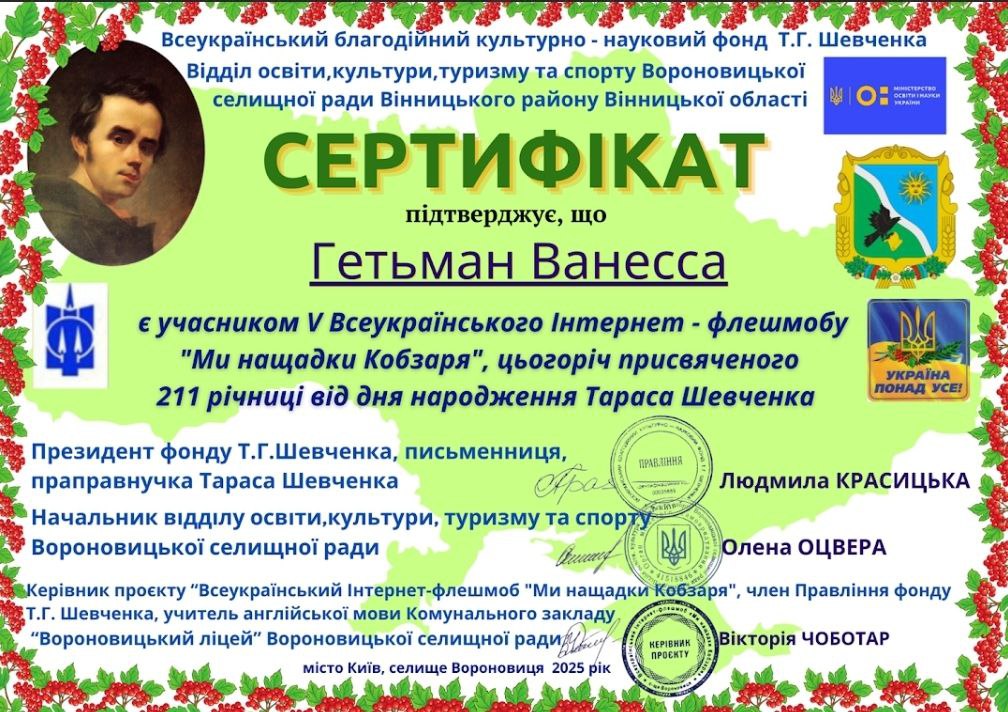 Всеукраїнський благодійний культурно - науковий фонд Т.Г. Шевченка
Відділ освіти,культури,туризму та спорту Вороновицької
селищної ради Вінницького району Вінницької області
МІНІСТЕРСТВО
ОСВІТИ І НАУКИ
УКРАЇНИ
СЕРТИФІКАТ
підтверджує, що
Гетьман Ванесса
є учасником V Всеукраїнського Інтернет - флешмобу
"Ми нащадки Кобзаря", цьогоріч присвяченого
211 річниці від дня народження Тараса Шевченка
УКРАЇНА
ПОНАД УСЕ!
Президент фонду Т.Г.Шевченка, письменниця,
праправнучка Тараса Шевченка
ПРАВЛІННЯ
Людмила КРАСИЦЬКА
Начальник відділу освіти,культури, туризму та спорту
Вороновицької селищної ради
Олена ОЦВЕРА
Керівник проєкту “Всеукраїнський Інтернет-флешмоб "Ми нащадки Кобзаря", член Правління фонду
Т.Г. Шевченка, учитель англійської мови Комунального закладу
“Вороновицький ліцей” Вороновицької селищної ради
КЕРІВНИК
ПРОЄКТУ
Вікторія ЧОБОТАР
місто Київ, селище Вороновиця 2025 рік